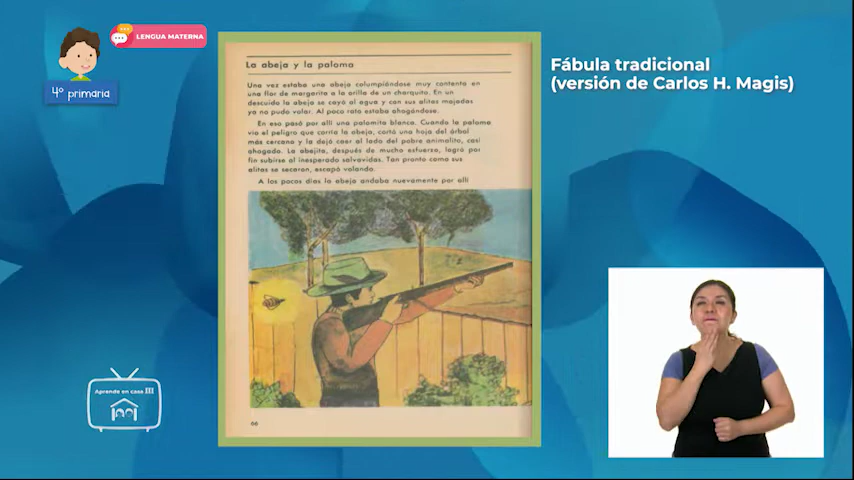 LENGUA MATERNA
4º primaria
La abeja y la paloma
Una vez estaba una abeja columpiándose muy contenta en
una flor de margarita a la orilla de un charquito. En un
descuido la abeja se cayó al agua y con sus alitas mojadas
ya no pudo volar. Al poco rato estaba ahogándose.
En eso pasó por allí una palomita blanca. Cuando la paloma
vio el peligro que corría la abeja, cortó una hoja del árbol
más cercano y la dejó caer al lado del pobre animalito, casi
ahogado. La abejita, después de mucho esfuerzo, logró por
fin subirse al inesperado salvavidas. Tan pronto como sus
alitas se secaron, escapó volando.
A los pocos días la abeja andaba nuevamente por allí
66
Fábula tradicional
(versión de Carlos H. Magis)
Aprende en casa III